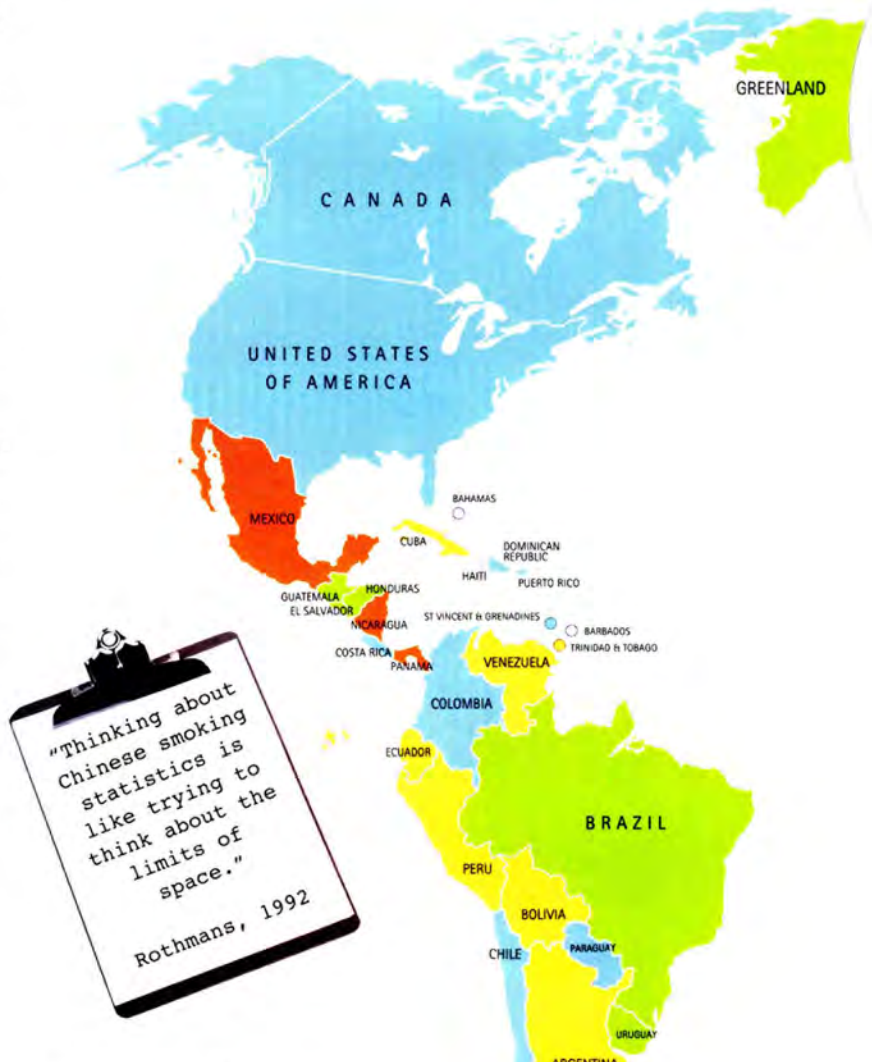 GREENLAND
CANADA
UNITED STATES
OF AMERICA
MEXICO
BAHAMAS
CUBA
DOMINICAN
REPUBLIC
HAITI
PUERTO RICO
GUATEMALA
HONDURAS
EL SALVADOR
NICARAGUA
ST VINCENT & GRENADINES
BARBADOS
TRINIDAD & TOBAGO
COSTA RICA
PANAMA
VENEZUELA
COLOMBIA
ECUADOR
BRAZIL
PERU
BOLIVIA
CHILE
PARAGUAY
URUGUAY
ARGENTINA
"Thinking about
Chinese smoking
statistics is
like trying to
think about the
limits of
space."
Rothmans, 1992